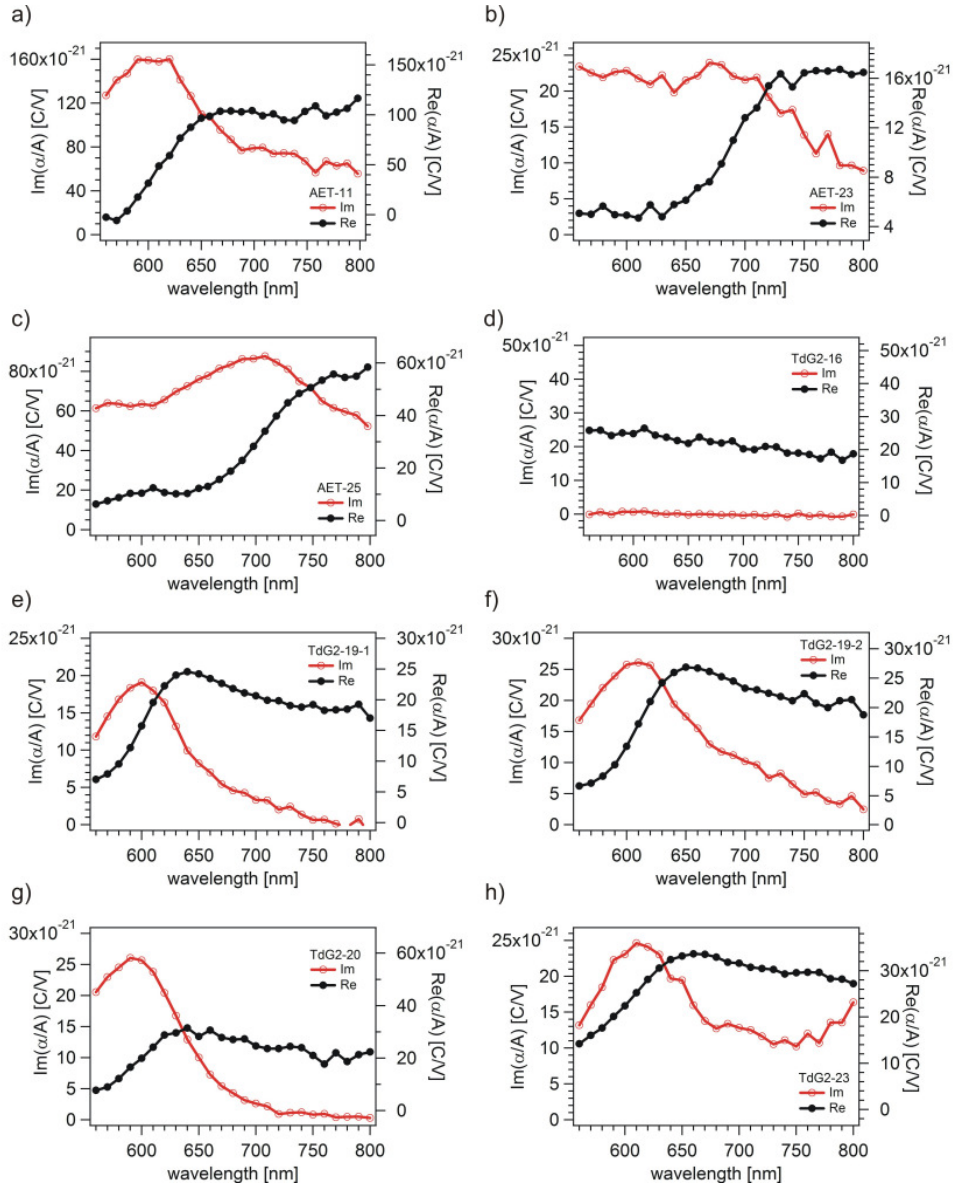 a)
160x10-21
120
80
40
0
Im(α/A) [C/V]
150x10-21
100
50
0
Re(α/A) [C/V]
AET-11
Im
Re
600 650 700 750 800
wavelength [nm]
b)
25x10-21
20
15
10
5
0
Im(α/A) [C/V]
16x10-21
12
8
4
Re(α/A) [C/V]
AET-23
Im
Re
600 650 700 750 800
wavelength [nm]
c)
80x10-21
60
40
20
0
Im(α/A) [C/V]
60x10-21
40
20
0
Re(α/A) [C/V]
AET-25
Im
Re
600 650 700 750 800
wavelength [nm]
d)
50x10-21
40
30
20
10
0
Im(α/A) [C/V]
50x10-21
40
30
20
10
0
Re(α/A) [C/V]
TdG2-16
Im
Re
600 650 700 750 800
wavelength [nm]
e)
25x10-21
20
15
10
5
0
Im(α/A) [C/V]
30x10-21
25
20
15
10
5
0
Re(α/A) [C/V]
TdG2-19-1
Im
Re
600 650 700 750 800
wavelength [nm]
f)
30x10-21
25
20
15
10
5
0
Im(α/A) [C/V]
30x10-21
25
20
15
10
5
0
Re(α/A) [C/V]
TdG2-19-2
Im
Re
600 650 700 750 800
wavelength [nm]
g)
30x10-21
25
20
15
10
5
0
Im(α/A) [C/V]
60x10-21
40
20
0
Re(α/A) [C/V]
TdG2-20
Im
Re
600 650 700 750 800
wavelength [nm]
h)
25x10-21
20
15
10
5
0
Im(α/A) [C/V]
30x10-21
20
10
0
Re(α/A) [C/V]
TdG2-23
Im
Re
600 650 700 750 800
wavelength [nm]